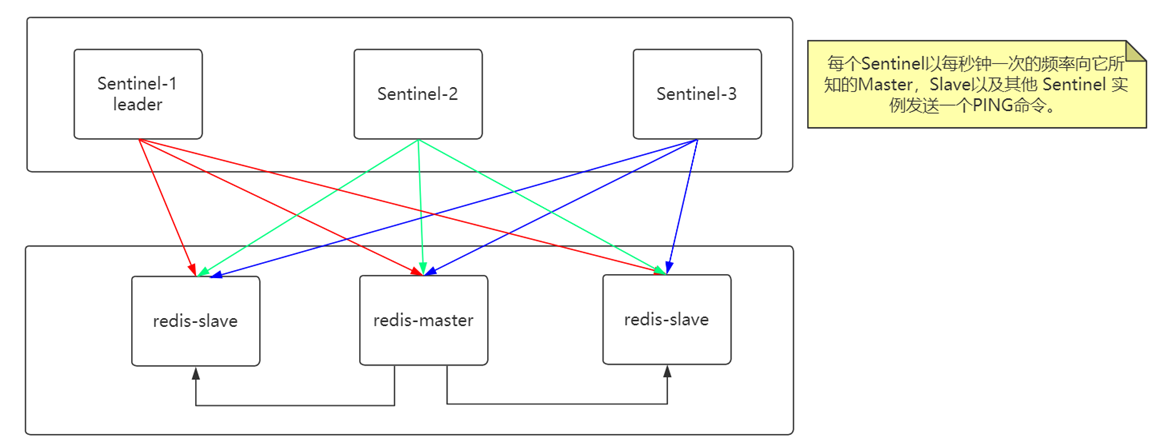 Sentinel-1
leader
Sentinel-2
Sentinel-3
每个Sentinel以每秒钟一次的频率向它所
知的Master，Slave以及其他 Sentinel 实
例发送一个PING命令。
redis-slave
redis-master
redis-slave